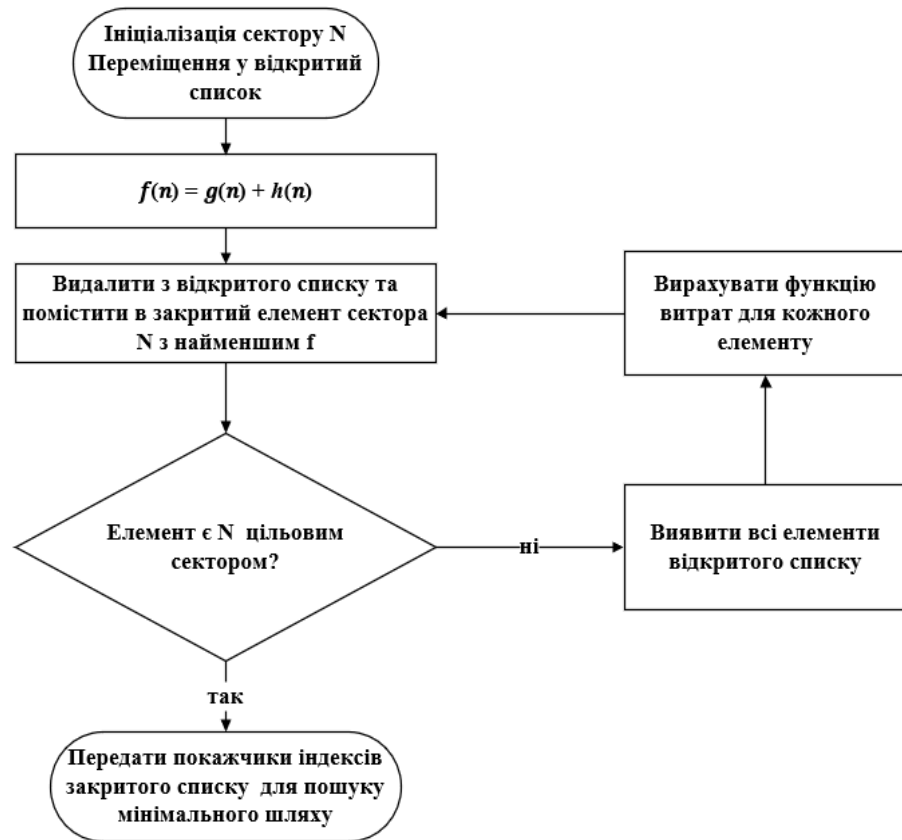 Ініціалізація сектору N
Переміщення у відкритий
список
f(n) = g(n) + h(n)
Видалити з відкритого списку та
помістити в закритий елемент сектора
N з найменшим f
Вирахувати функцію
витрат для кожного
елементу
Елемент є N цільовим
сектором?
ні
Виявити всі елементи
відкритого списку
так
Передати покажчики індексів
закритого списку для пошуку
мінімального шляху